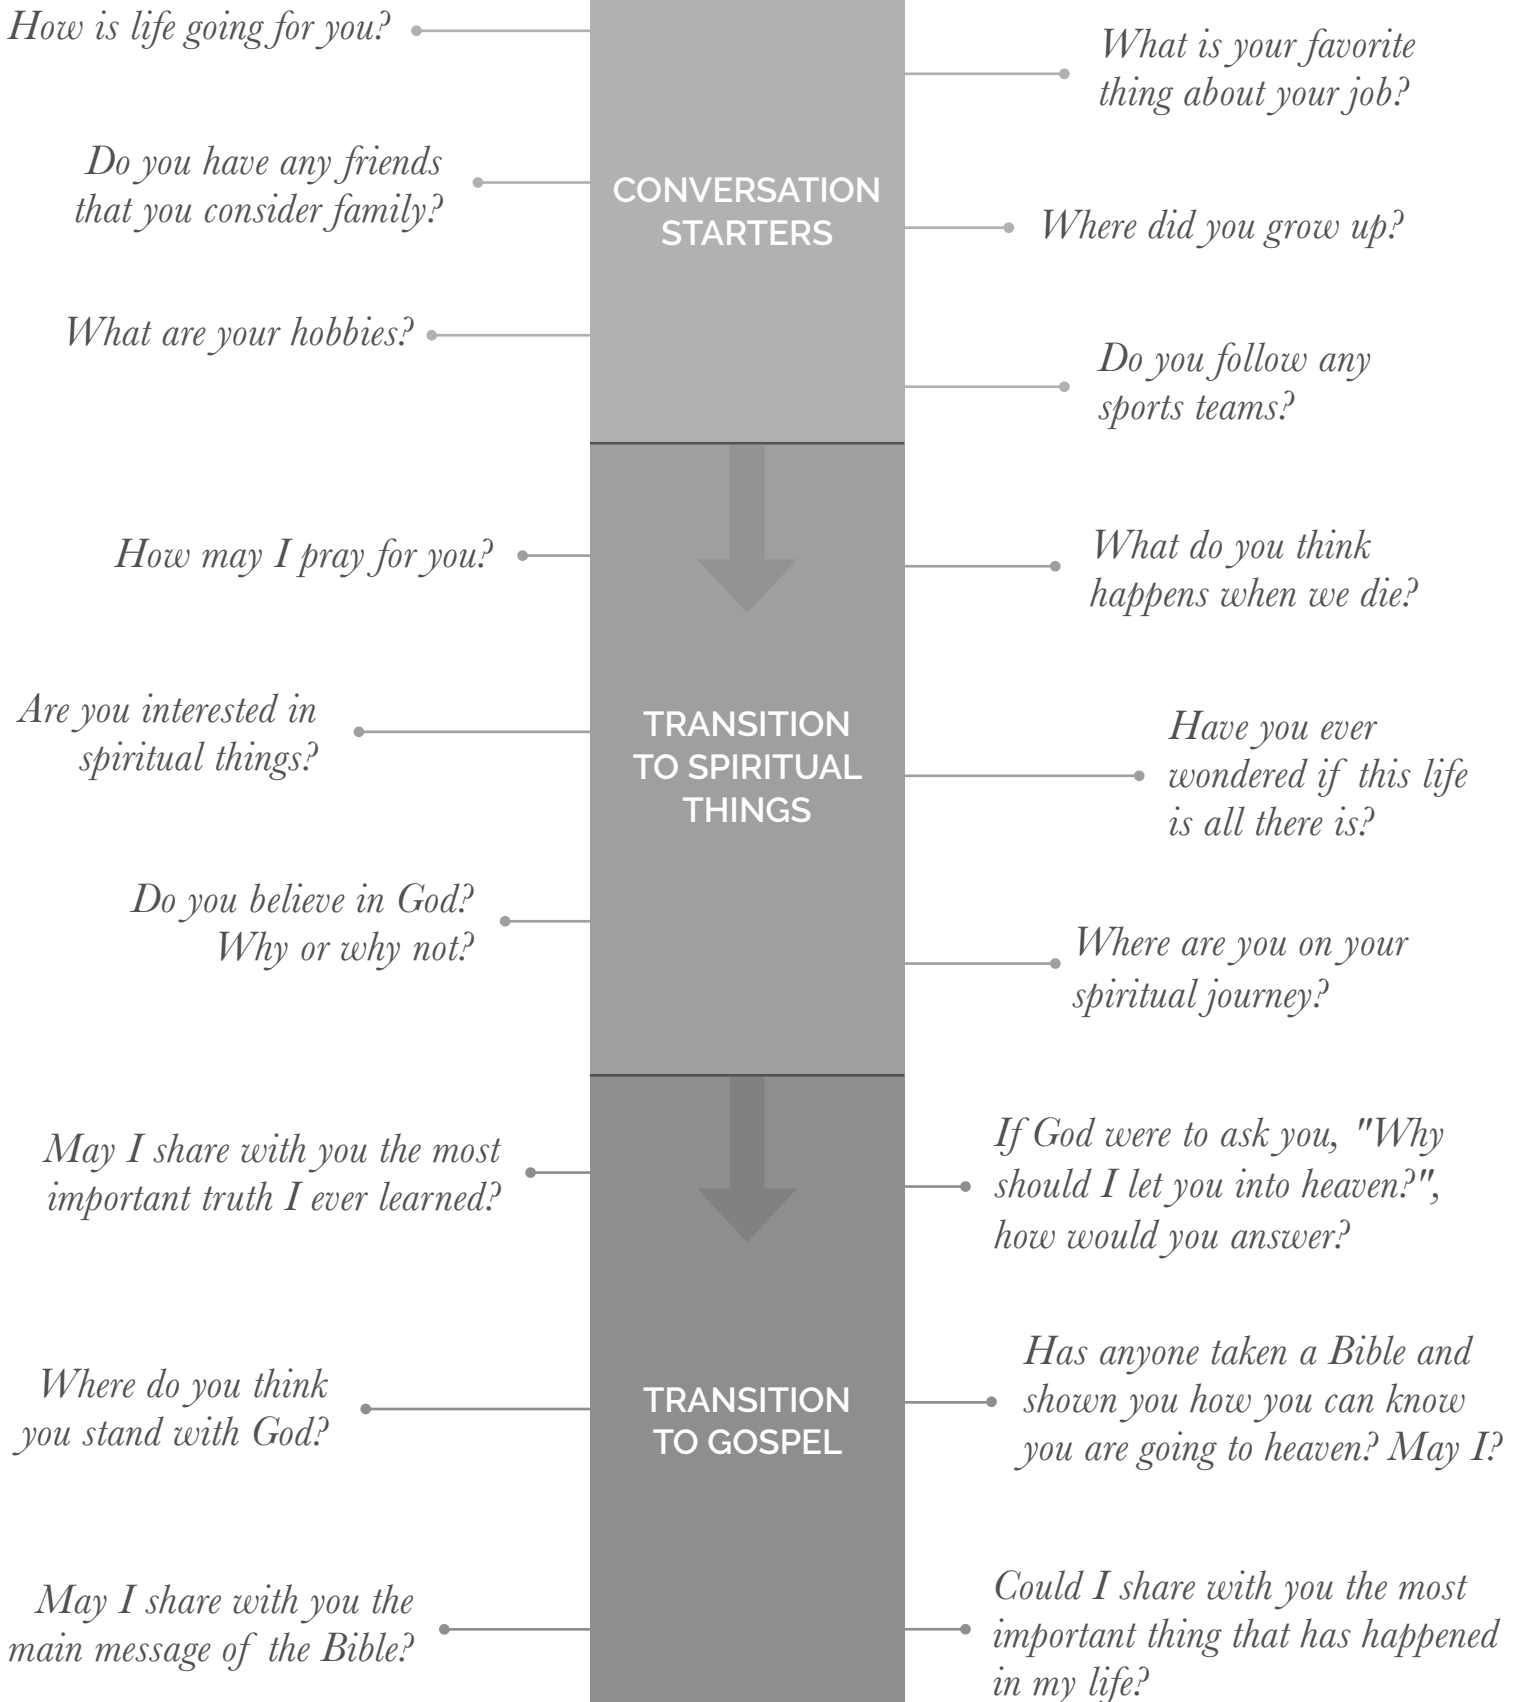 How is life going for you?
What is your favorite
thing about your job?
Do you have any friends
that you consider family?
CONVERSATION
STARTERS
Where did you grow up?
What are your hobbies?
Do you follow any
sports teams?
How may I pray for you?
What do you think
happens when we die?
Are you interested in
spiritual things?
TRANSITION
TO SPIRITUAL
THINGS
Have you ever
wondered if this life
is all there is?
Do you believe in God?
Why or why not?
Where are you on your
spiritual journey?
May I share with you the most
important truth I ever learned?
If God were to ask you, "Why
should I let you into heaven?",
how would you answer?
Where do you think
you stand with God?
TRANSITION
TO GOSPEL
Has anyone taken a Bible and
shown you how you can know
you are going to heaven? May I?
May I share with you the
main message of the Bible?
Could I share with you the most
important thing that has happened
in my life?